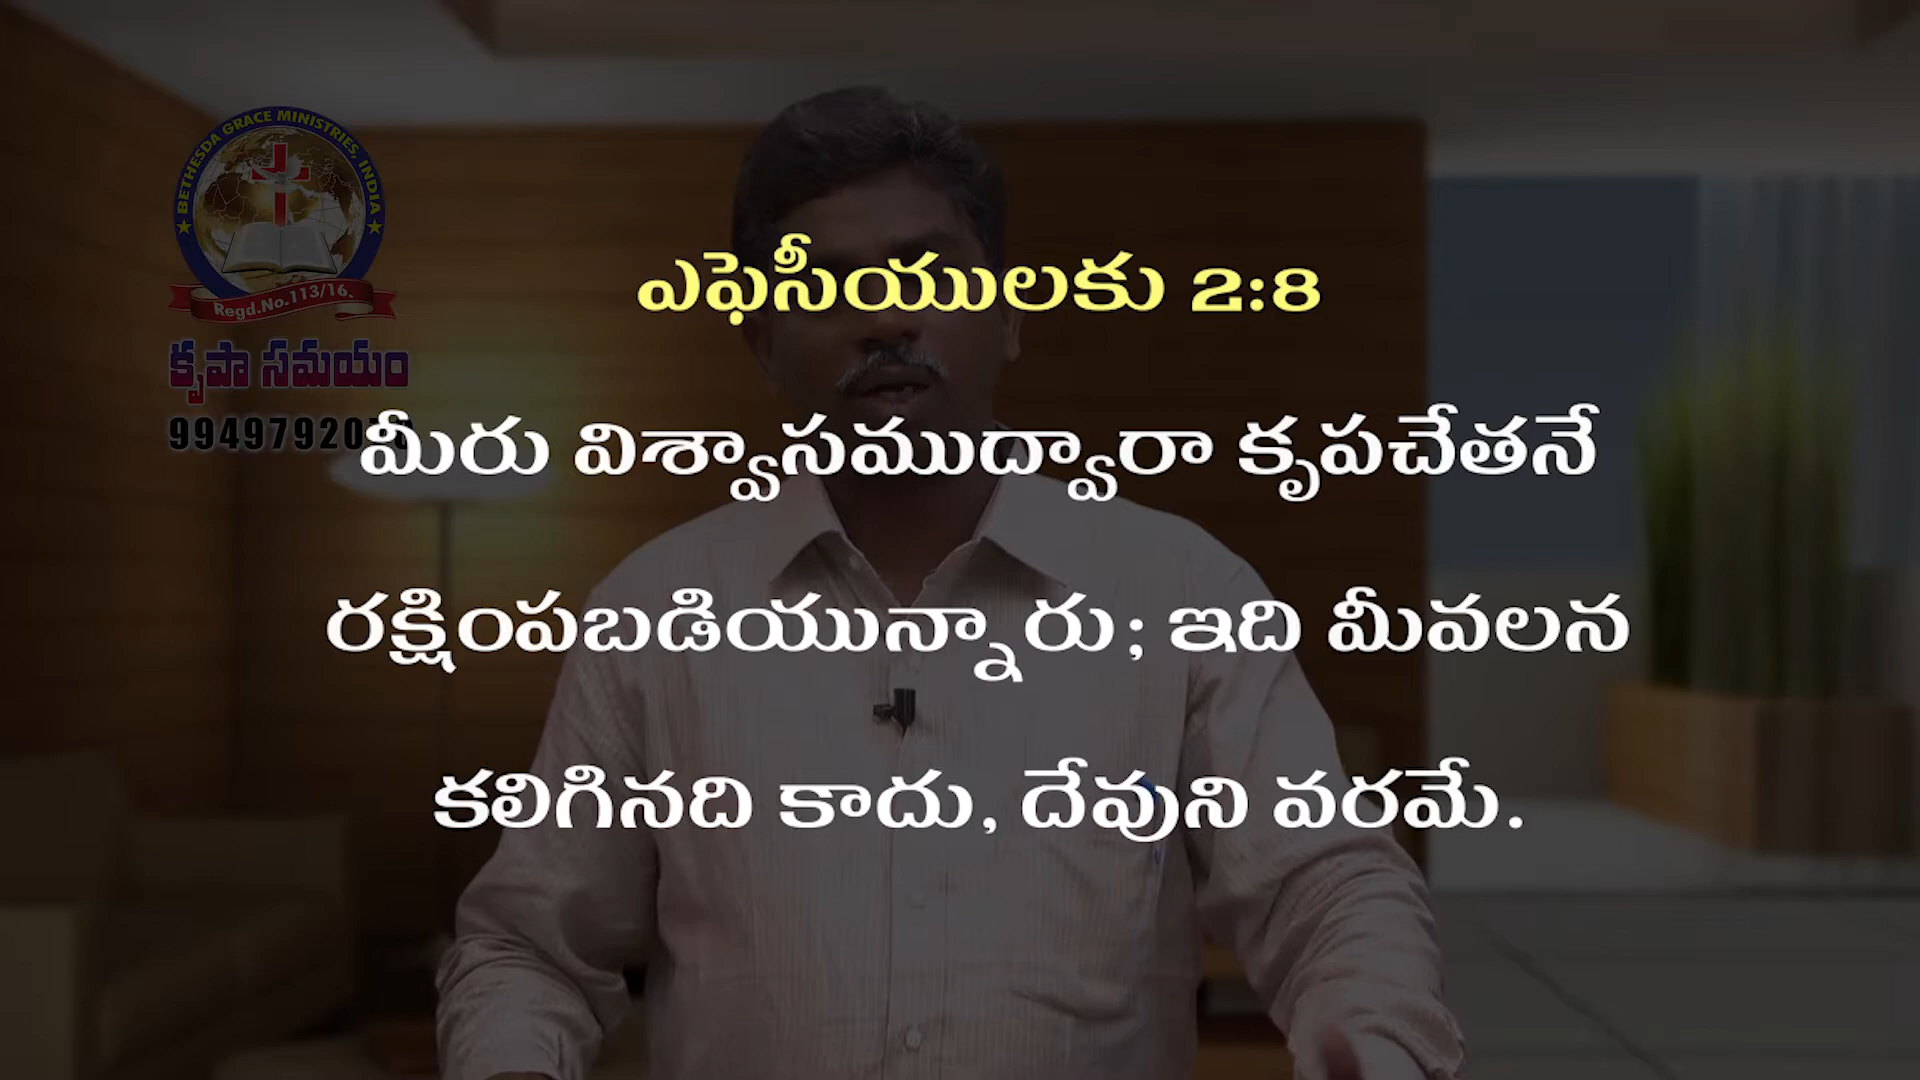 BETHESDA GRACE MINISTRIES, INDIA
Regd.No.113/16.
కృపా సమయం
ఎఫెసీయులకు 2:8
మీరు విశ్వాసముద్వారా కృపచేతనే
రక్షింపబడియున్నారు; ఇది మీవలన
కలిగినది కాదు, దేవుని వరమే.